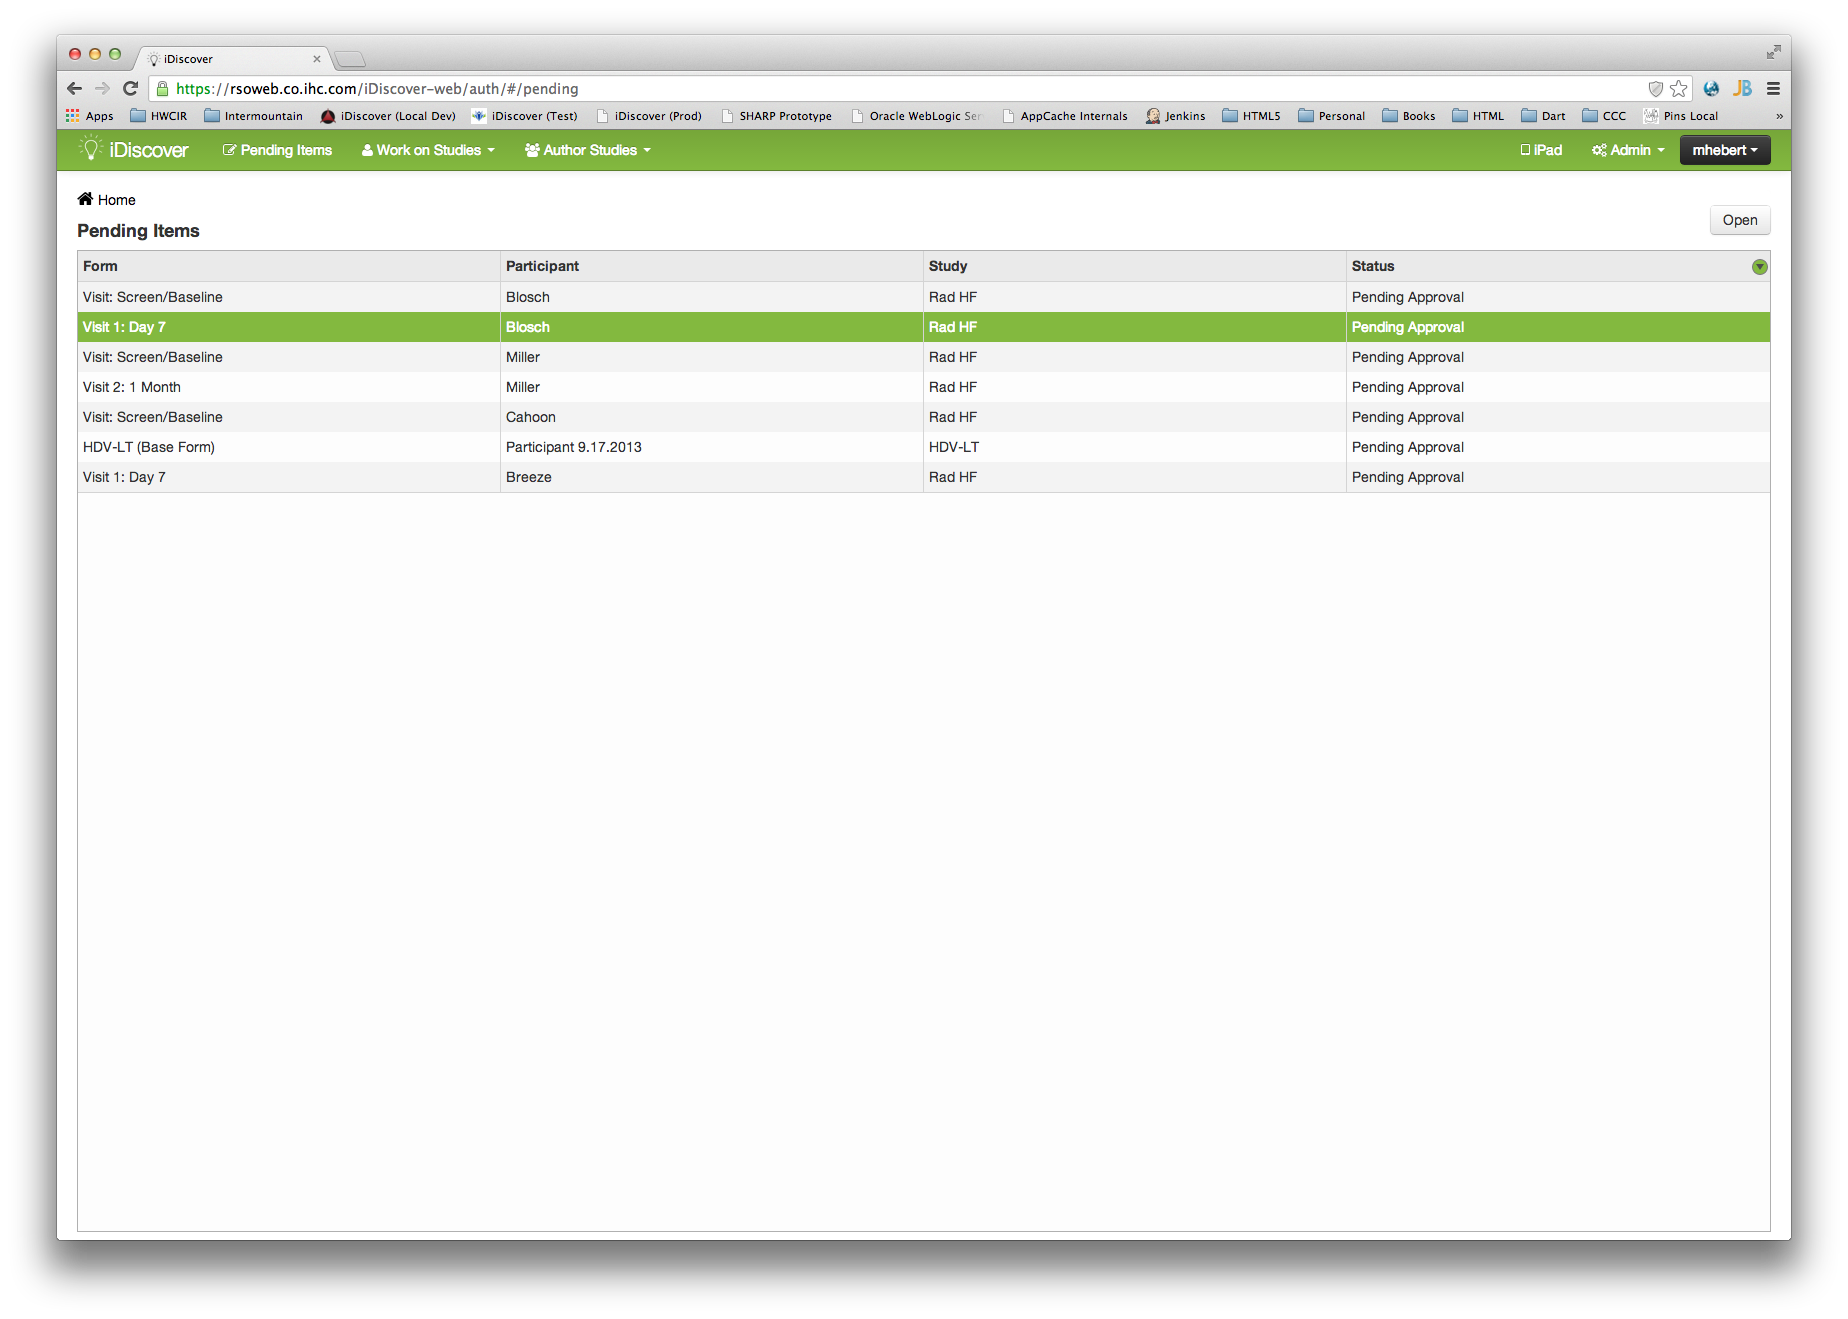 iDiscover
https://rsoweb.co.ihc.com/iDiscover-web/auth/#/pending
JB
Apps HWCIR Intermountain iDiscover (Local Dev) iDiscover (Test) iDiscover (Prod) SHARP Prototype Oracle WebLogic Ser AppCache Internals Jenkins HTML5 Personal Books HTML Dart CCC Pins Local »
iDiscover Pending Items Work on Studies Author Studies iPad Admin mhebert
Home
Pending Items Open
Form Participant Study Status
Visit: Screen/Baseline Blosch Rad HF Pending Approval
Visit 1: Day 7 Blosch Rad HF Pending Approval
Visit: Screen/Baseline Miller Rad HF Pending Approval
Visit 2: 1 Month Miller Rad HF Pending Approval
Visit: Screen/Baseline Cahoon Rad HF Pending Approval
HDV-LT (Base Form) Participant 9.17.2013 HDV-LT Pending Approval
Visit 1: Day 7 Breeze Rad HF Pending Approval